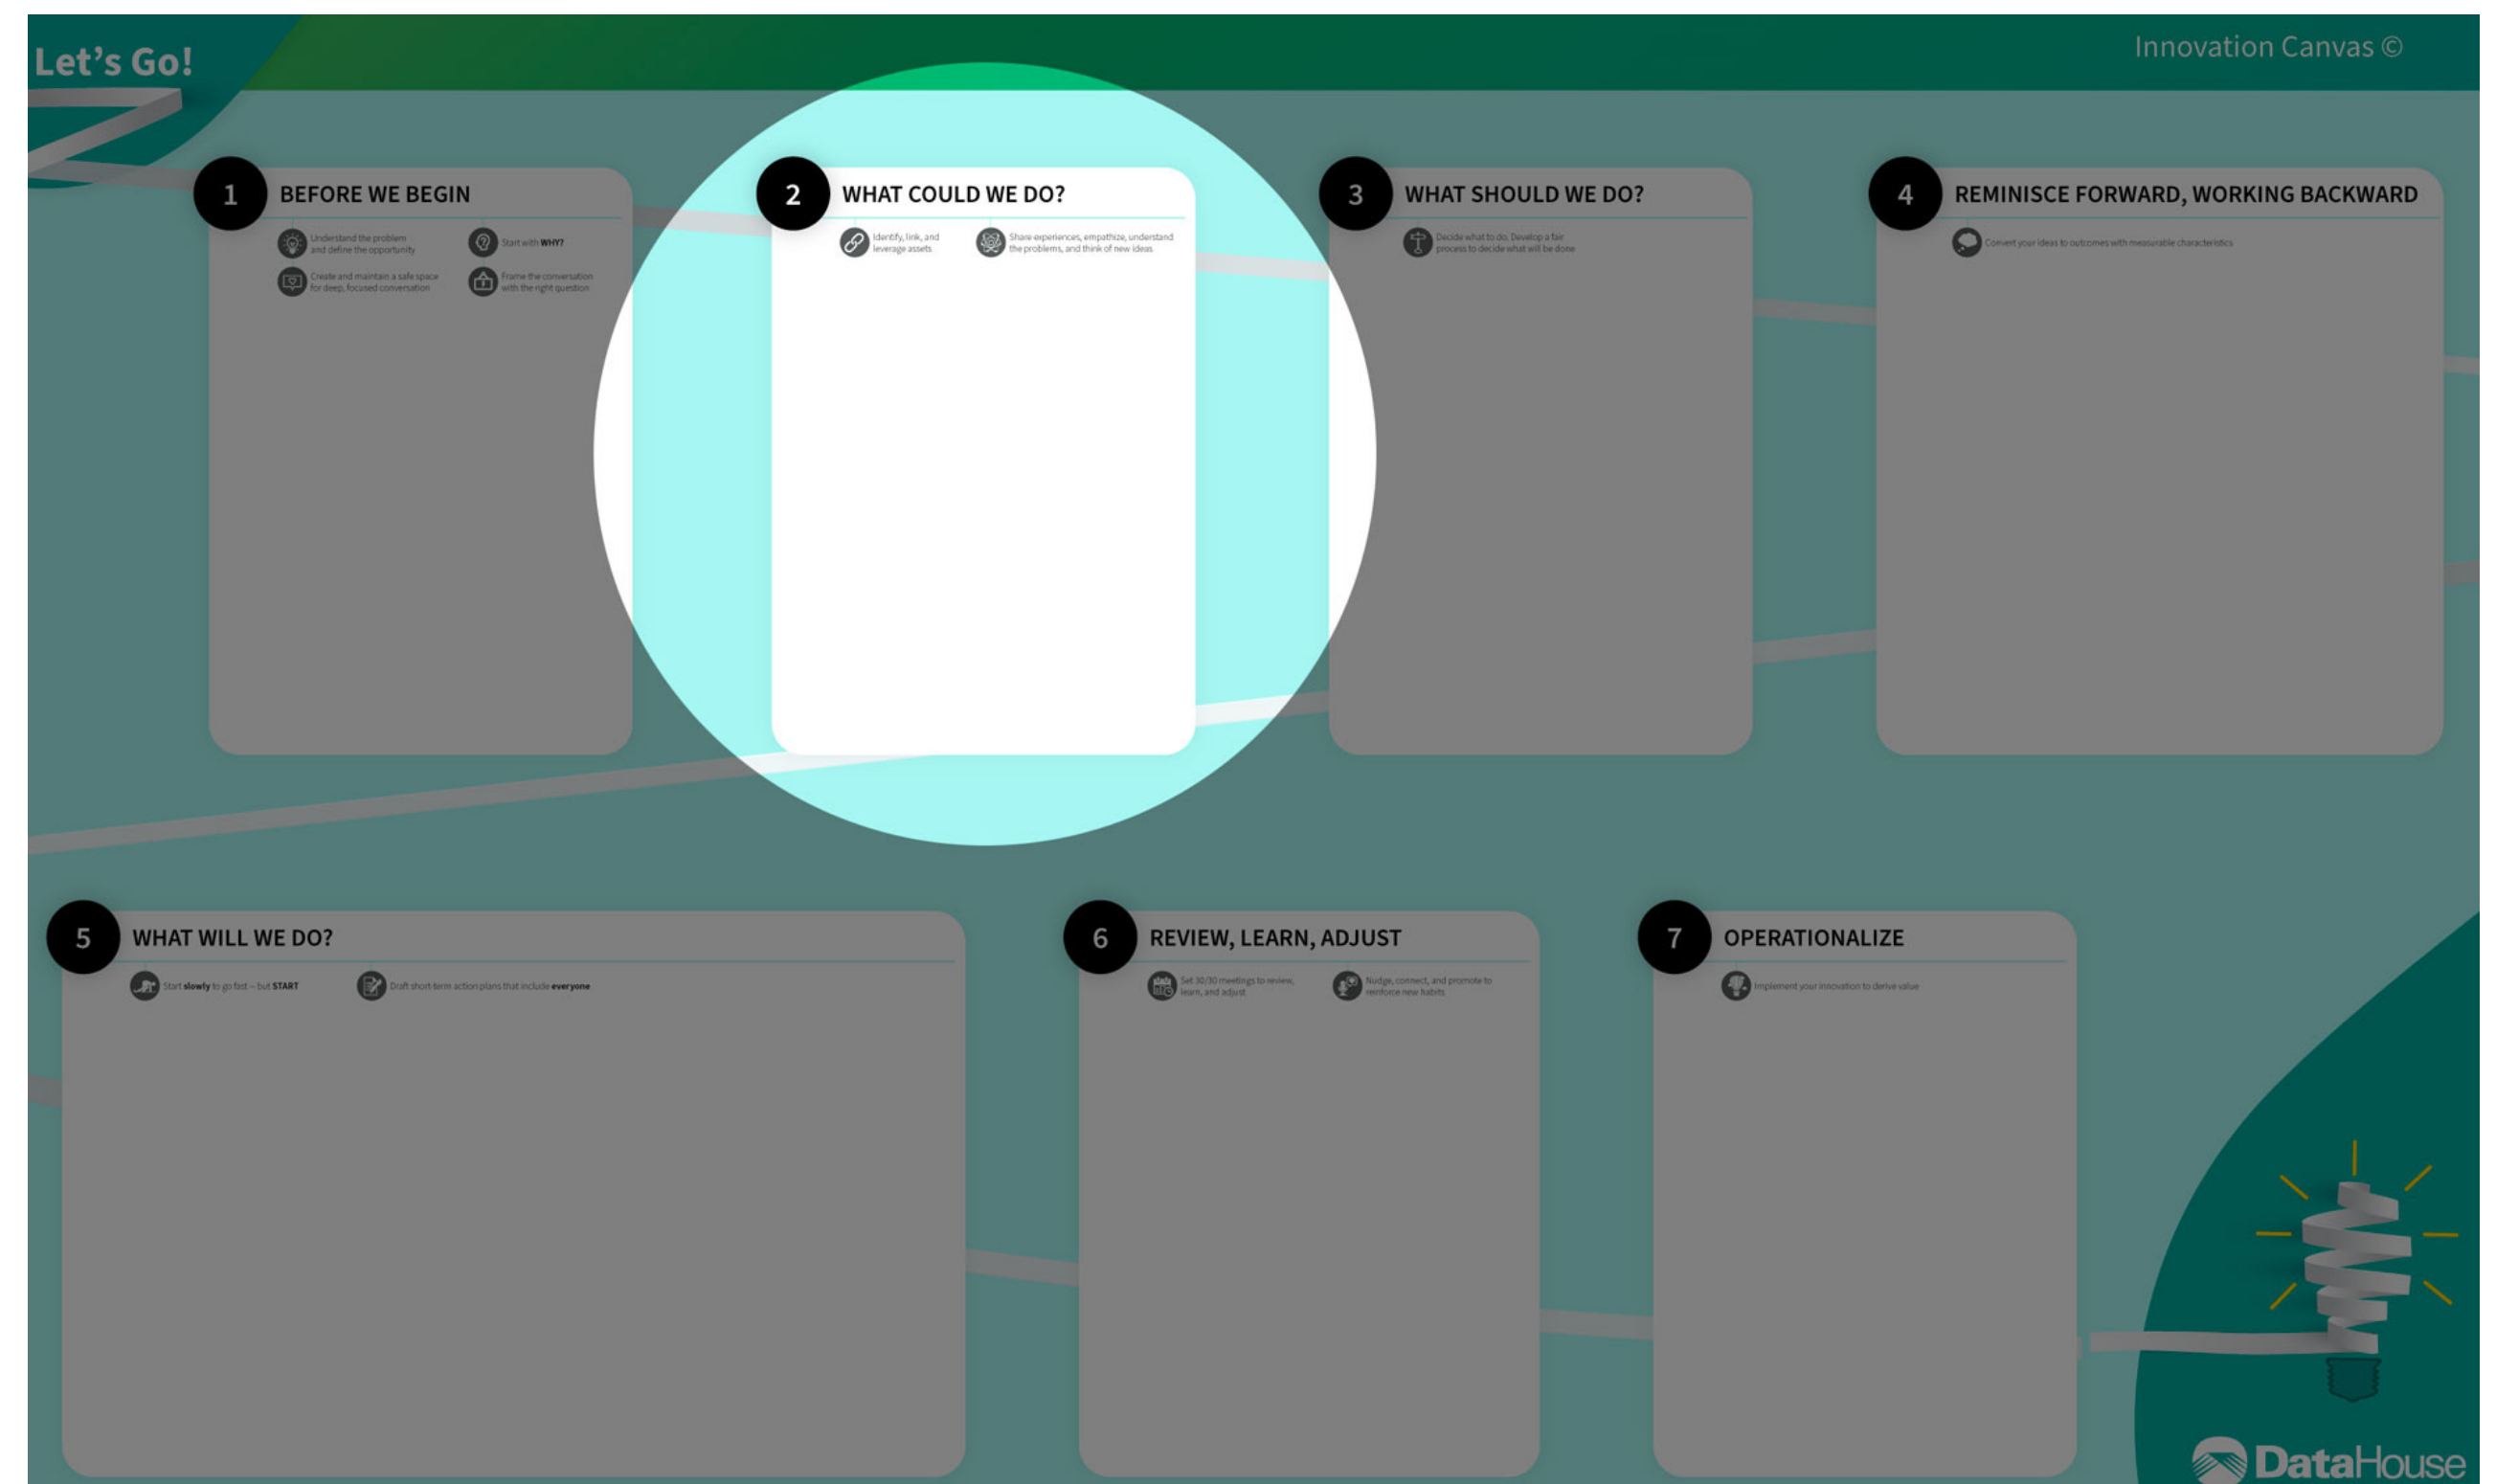 Let's Go!
Innovation Canvas ©
1
BEFORE WE BEGIN
Understand the problem
and define the opportunity
Start with WHY?
Create and maintain a safe space
for deep, focused conversation
Frame the conversation
with the right question
2
WHAT COULD WE DO?
Identify, link, and
leverage assets
Share experiences, empathize, understand
the problems, and think of new ideas
3
WHAT SHOULD WE DO?
Decide what to do. Develop a fair
process to decide what will be done
4
REMINISCE FORWARD, WORKING BACKWARD
Convert your ideas to outcomes with measurable characteristics
5
WHAT WILL WE DO?
Start slowly to go fast – but START
Draft short-term action plans that include everyone
6
REVIEW, LEARN, ADJUST
Set 30/30 meetings to review,
learn, and adjust
Nudge, connect, and promote to
reinforce new habits
7
OPERATIONALIZE
Implement your innovation to derive value
DataHouse